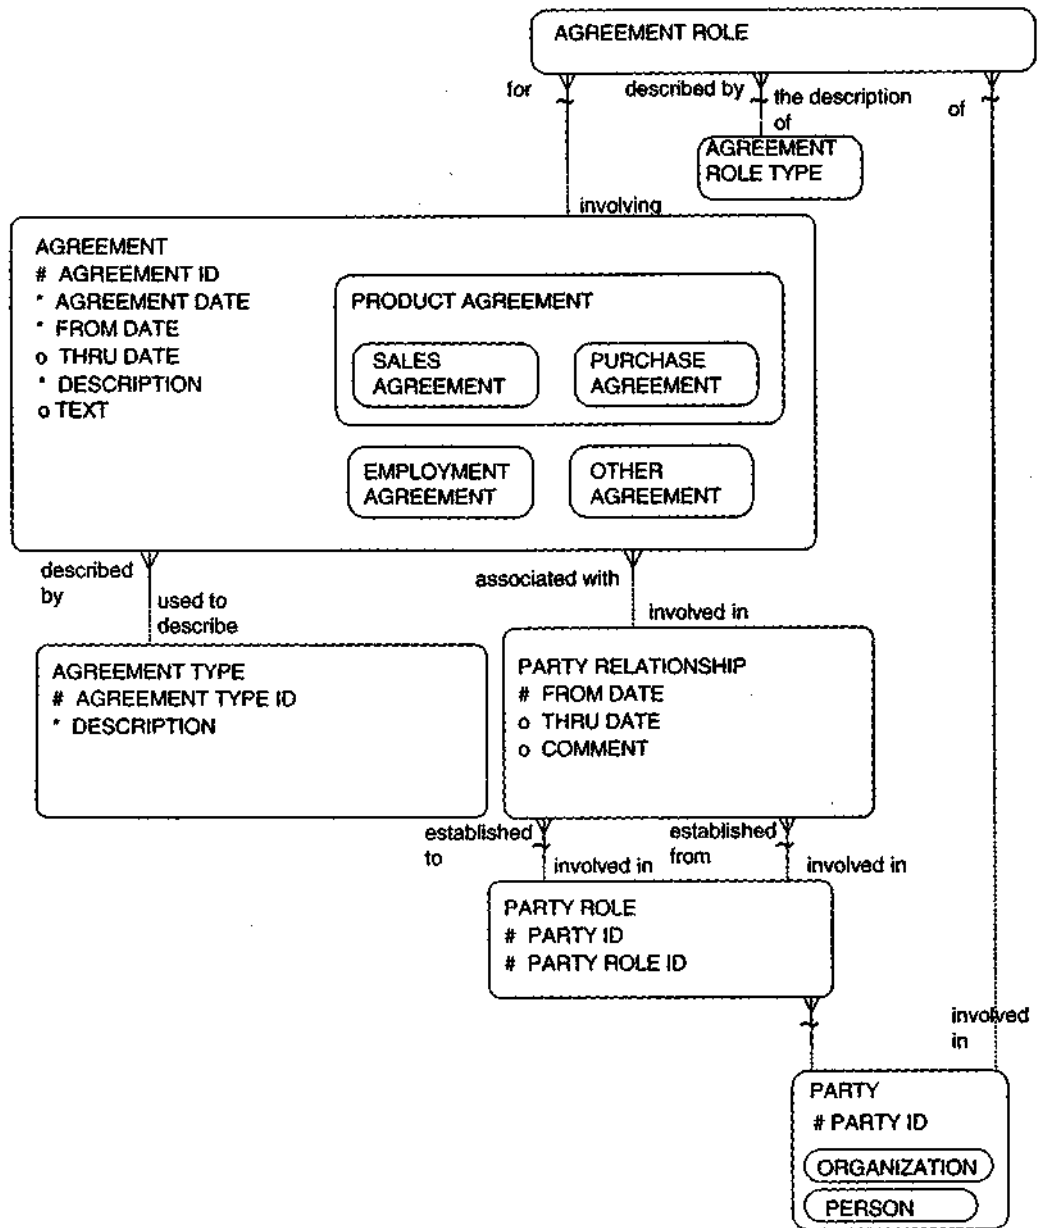 AGREEMENT ROLE
for
described by
the description
of
of
AGREEMENT
ROLE TYPE
involving
AGREEMENT
# AGREEMENT ID
* AGREEMENT DATE
* FROM DATE
o THRU DATE
* DESCRIPTION
o TEXT
PRODUCT AGREEMENT
SALES
AGREEMENT
PURCHASE
AGREEMENT
EMPLOYMENT
AGREEMENT
OTHER
AGREEMENT
described
by
used to
describe
associated with
involved in
AGREEMENT TYPE
# AGREEMENT TYPE ID
* DESCRIPTION
PARTY RELATIONSHIP
# FROM DATE
o THRU DATE
o COMMENT
established
to
involved in
established
from
involved in
PARTY ROLE
# PARTY ID
# PARTY ROLE ID
involved
in
PARTY
# PARTY ID
ORGANIZATION
PERSON